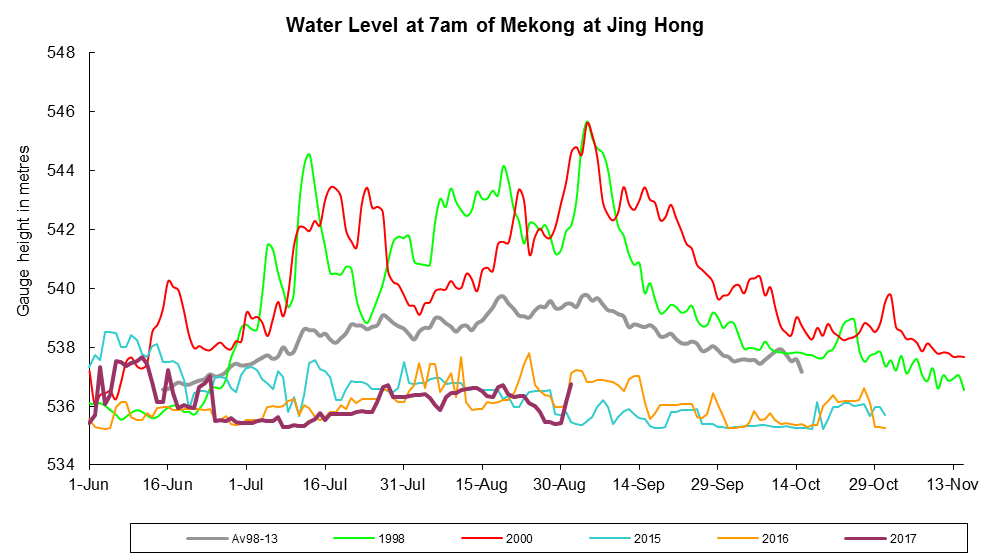 Water Level at 7am of Mekong at Jing Hong
Gauge height in metres
548
546
544
542
540
538
536
534
1-Jun 16-Jun 1-Jul 16-Jul 31-Jul 15-Aug 30-Aug 14-Sep 29-Sep 14-Oct 29-Oct 13-Nov
Av98-13 1998 2000 2015 2016 2017